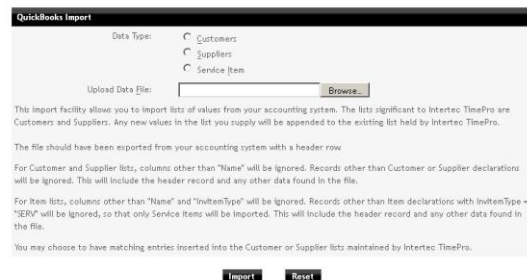 QuickBooks Import
Data Type:
Customers
Suppliers
Service Item
Upload Data File: Browse...
This import facility allows you to import lists of values from your accounting system. The lists significant to Intertec TimePro are
Customers and Suppliers. Any new values in the list you supply will be appended to the existing list held by Intertec TimePro.
The file should have been exported from your accounting system with a header row.
For Customer and Supplier lists, columns other than "Name" will be ignored. Records other than Customer or Supplier declarations
will be ignored. This will include the header record and any other data found in the file.
For Item lists, columns other than "Name" and "InvItemType" will be ignored. Records other than Item declarations with InvItemType =
"SERV" will be ignored, so that only Service Items will be imported. This will include the header record and any other data found in
the file.
You may choose to have matching entries inserted into the Customer or Supplier lists maintained by Intertec TimePro.
Import Reset